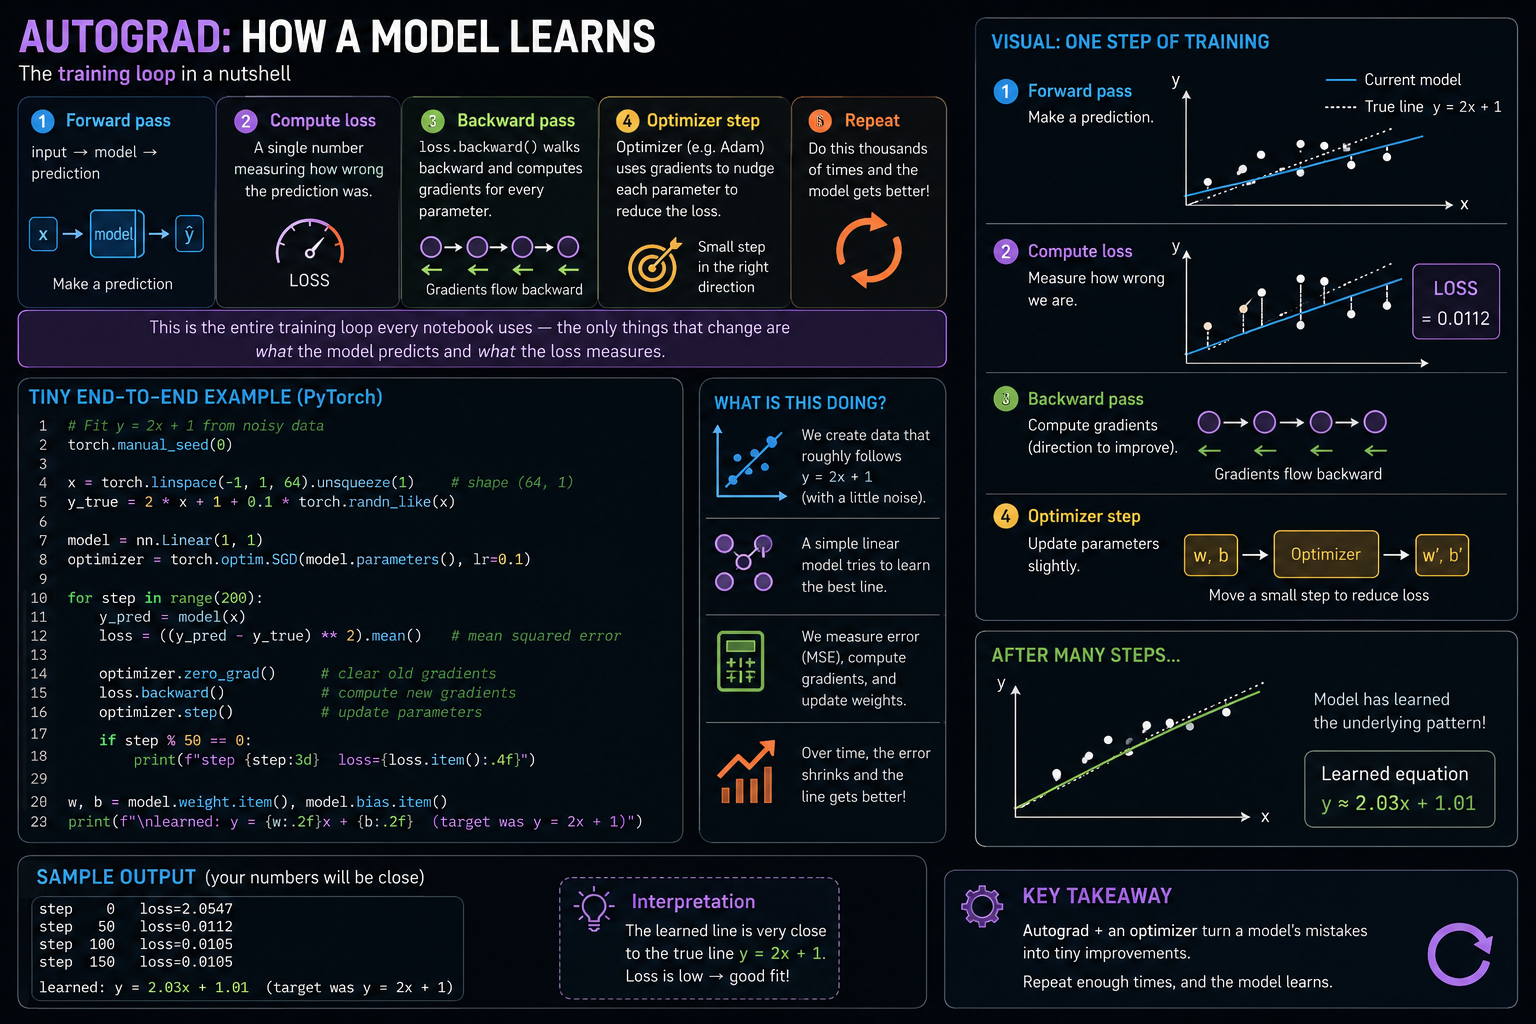 AUTOGRAD: HOW A MODEL LEARNS
The training loop in a nutshell
1 Forward pass
input → model →
prediction
x → model → ŷ
Make a prediction
2 Compute loss
A single number
measuring how wrong
the prediction was.
LOSS
3 Backward pass
loss.backward() walks
backward and computes
gradients for every
parameter.
Gradients flow backward
4 Optimizer step
Optimizer (e.g. Adam)
uses gradients to nudge
each parameter to
reduce the loss.
Small step
in the right
direction
Repeat
Do this thousands
of times and the
model gets better!
This is the entire training loop every notebook uses — the only things that change are
what the model predicts and what the loss measures.
TINY END-TO-END EXAMPLE (PyTorch)
1 # Fit y = 2x + 1 from noisy data
2 torch.manual_seed(0)
3
4 x = torch.linspace(-1, 1, 64).unsqueeze(1) # shape (64, 1)
5 y_true = 2 * x + 1 + 0.1 * torch.randn_like(x)
6
7 model = nn.Linear(1, 1)
8 optimizer = torch.optim.SGD(model.parameters(), lr=0.1)
9
10 for step in range(200):
11 y_pred = model(x)
12 loss = ((y_pred - y_true) ** 2).mean() # mean squared error
13
14 optimizer.zero_grad() # clear old gradients
15 loss.backward() # compute new gradients
16 optimizer.step() # update parameters
17 if step % 50 == 0:
18 print(f"step {step:3d} loss={loss.item():.4f}")
29
20 w, b = model.weight.item(), model.bias.item()
23 print(f"\nlearned: y = {w:.2f}x + {b:.2f} (target was y = 2x + 1)")
WHAT IS THIS DOING?
We create data that
roughly follows
y = 2x + 1
(with a little noise).
A simple linear
model tries to learn
the best line.
We measure error
(MSE), compute
gradients, and
update weights.
Over time, the error
shrinks and the
line gets better!
SAMPLE OUTPUT (your numbers will be close)
step 0 loss=2.0547
step 50 loss=0.0112
step 100 loss=0.0105
step 150 loss=0.0105
learned: y = 2.03x + 1.01 (target was y = 2x + 1)
Interpretation
The learned line is very close
to the true line y = 2x + 1.
Loss is low → good fit!
VISUAL: ONE STEP OF TRAINING
1 Forward pass
Make a prediction.
y
Current model
True line y = 2x + 1
x
2 Compute loss
Measure how wrong
we are.
y
LOSS
= 0.0112
3 Backward pass
Compute gradients
(direction to improve).
Gradients flow backward
4 Optimizer step
Update parameters
slightly.
w, b → Optimizer → w', b'
Move a small step to reduce loss
AFTER MANY STEPS...
y
x
Model has learned
the underlying pattern!
Learned equation
y ≈ 2.03x + 1.01
KEY TAKEAWAY
Autograd + an optimizer turn a model's mistakes
into tiny improvements.
Repeat enough times, and the model learns.